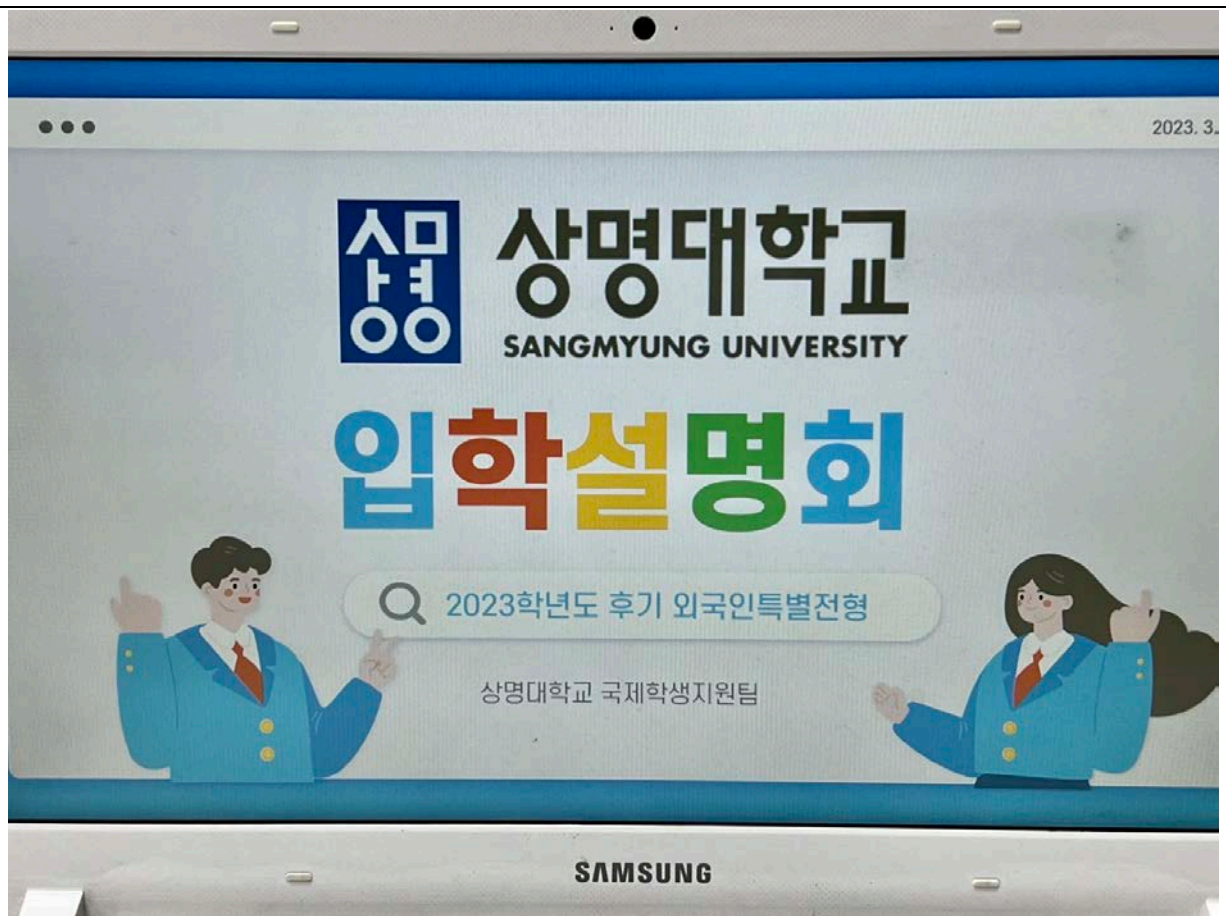 2023. 3.
상명
상명대학교
SANGMYUNG UNIVERSITY
입학설명회
2023학년도 후기 외국인특별전형
상명대학교 국제학생지원팀
SAMSUNG